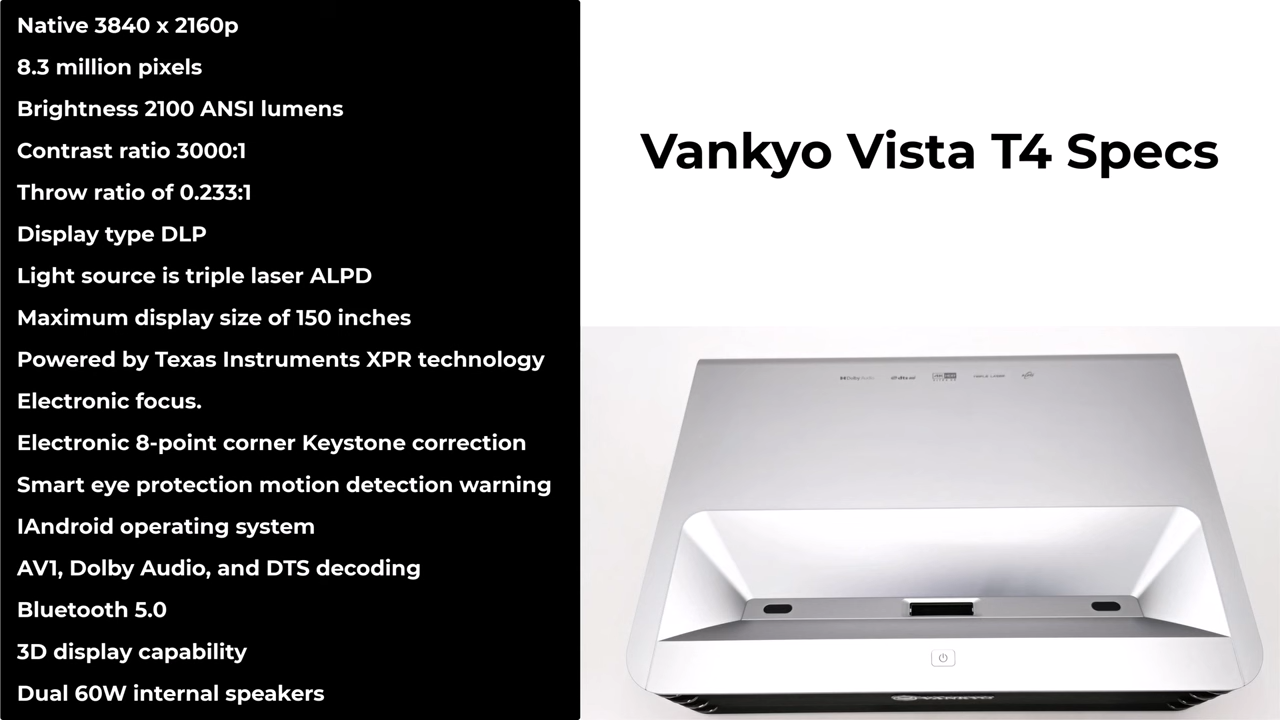 Native 3840 x 2160p
8.3 million pixels
Brightness 2100 ANSI lumens
Contrast ratio 3000:1
Throw ratio of 0.233:1
Display type DLP
Light source is triple laser ALPD
Maximum display size of 150 inches
Powered by Texas Instruments XPR technology
Electronic focus.
Electronic 8-point corner Keystone correction
Smart eye protection motion detection warning
IAndroid operating system
AV1, Dolby Audio, and DTS decoding
Bluetooth 5.0
3D display capability
Dual 60W internal speakers
Vankyo Vista T4 Specs
VANKYO